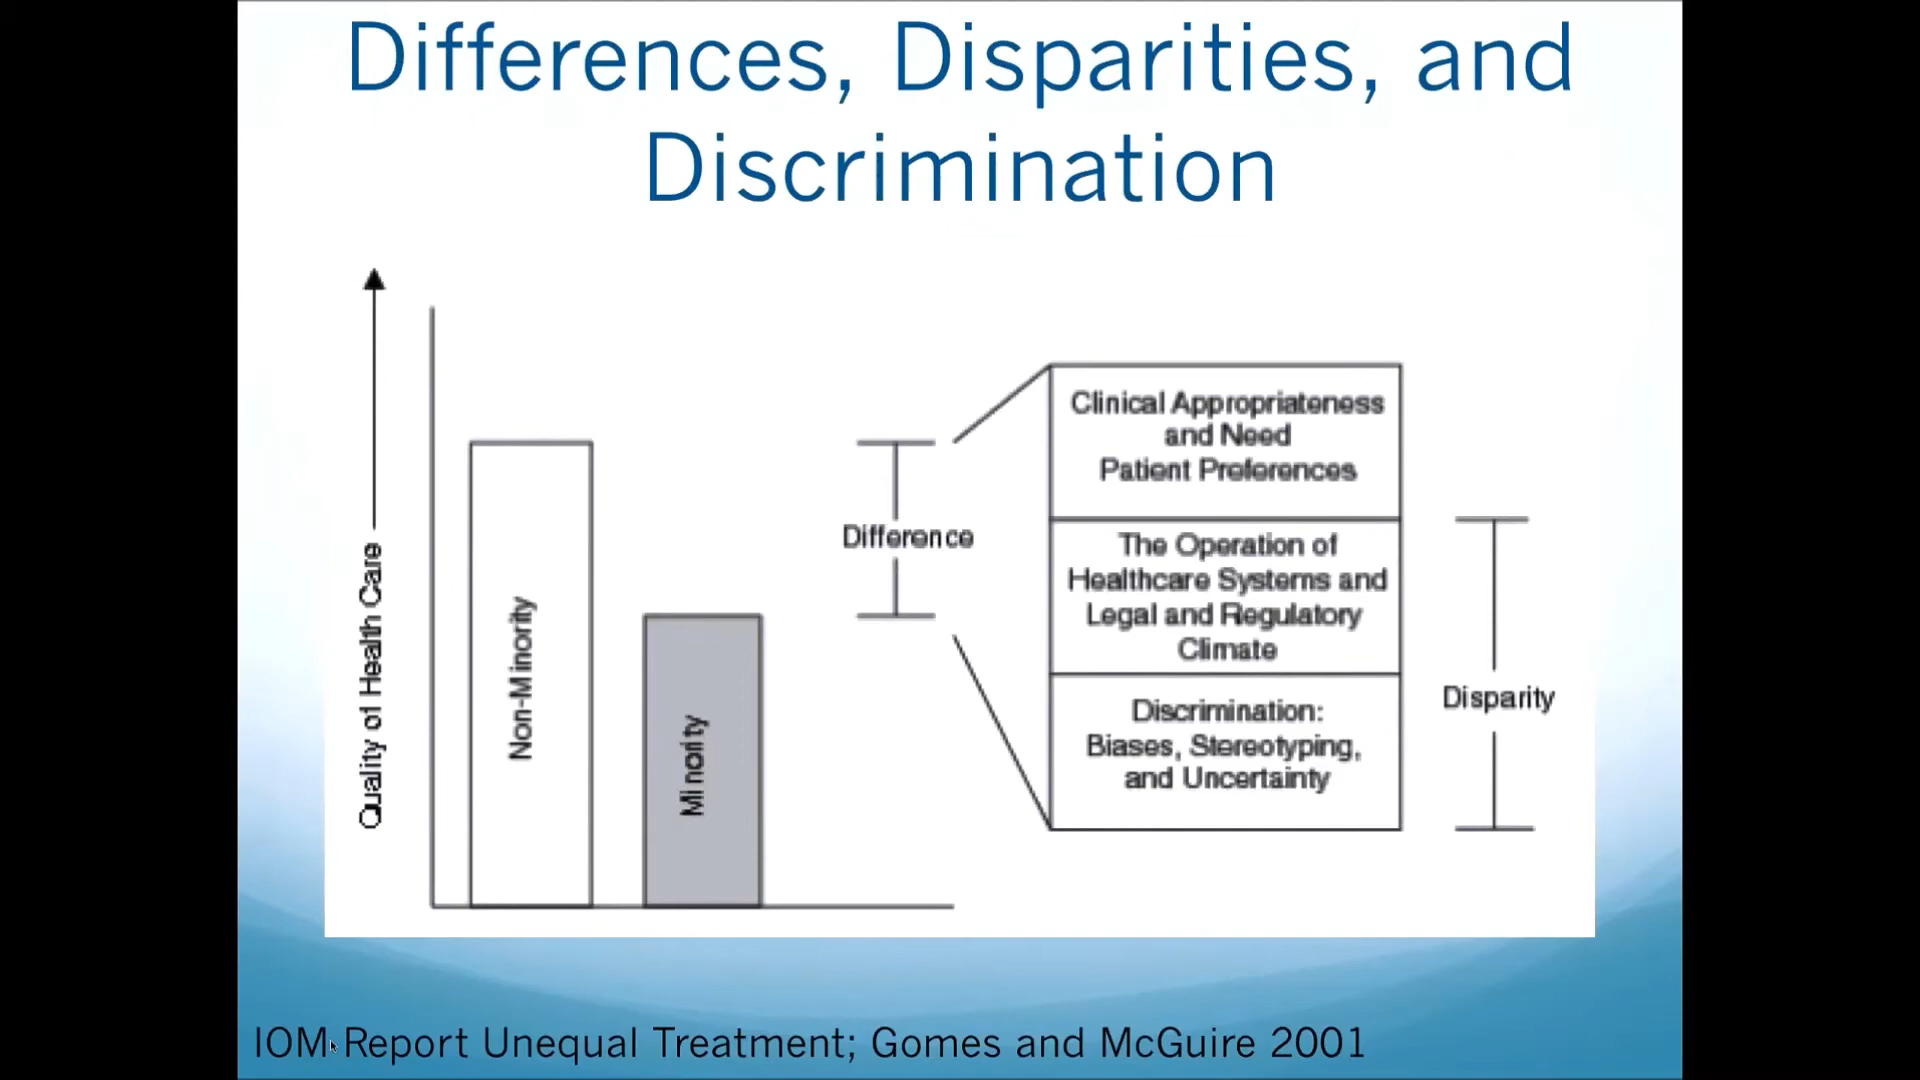 Differences, Disparities, and
Discrimination
Quality of Health Care
Non-Minority
Minority
Difference
Clinical Appropriateness
and Need
Patient Preferences
The Operation of
Healthcare Systems and
Legal and Regulatory
Climate
Discrimination:
Biases, Stereotyping,
and Uncertainty
Disparity
IOM Report Unequal Treatment; Gomes and McGuire 2001